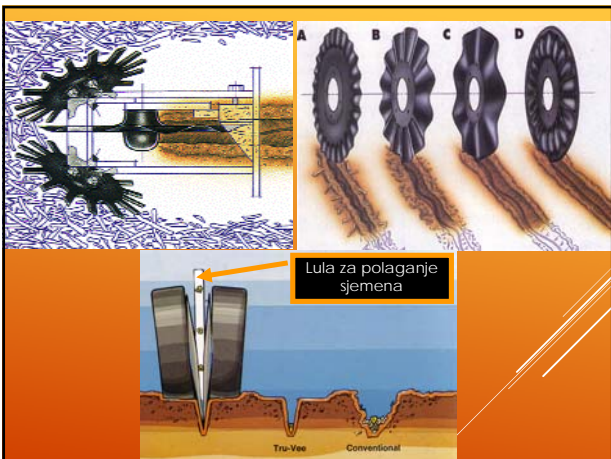 A B C D
Lula za polaganje
sjemena
Tru-Vee Conventional